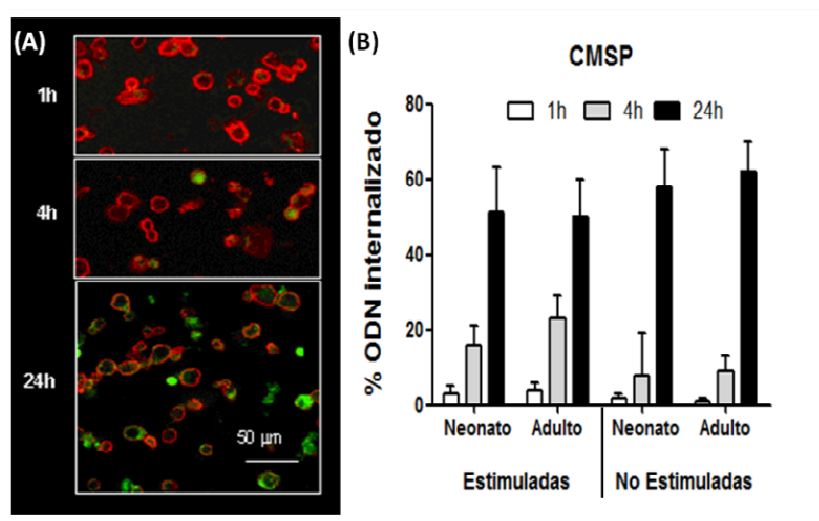 (A)
1h
4h
24h
50 µm
(B)
CMSP
1h 4h 24h
% ODN internalizado
80
60
40
20
0
Neonato Adulto Neonato Adulto
Estimuladas No Estimuladas